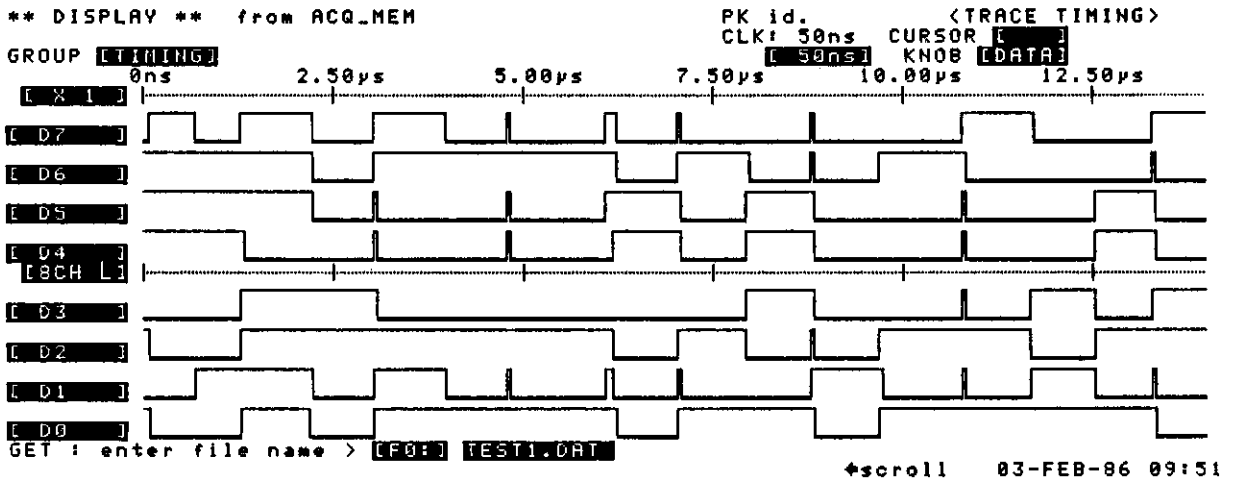 ** DISPLAY ** from ACQ_MEM PK id. <TRACE TIMING>
CLK: 50ns CURSOR [ ]
GROUP [TIMING] [ 50ns] KNOB [DATA]
0ns 2.50µs 5.00µs 7.50µs 10.00µs 12.50µs
[ X 1 ]
[ D7 ]
[ D6 ]
[ D5 ]
[ D4 ]
[8CH L]
[ D3 ]
[ D2 ]
[ D1 ]
[ D0 ]
GET : enter file name > [F0:] TEST1.DAT
◆scroll 03-FEB-86 09:51